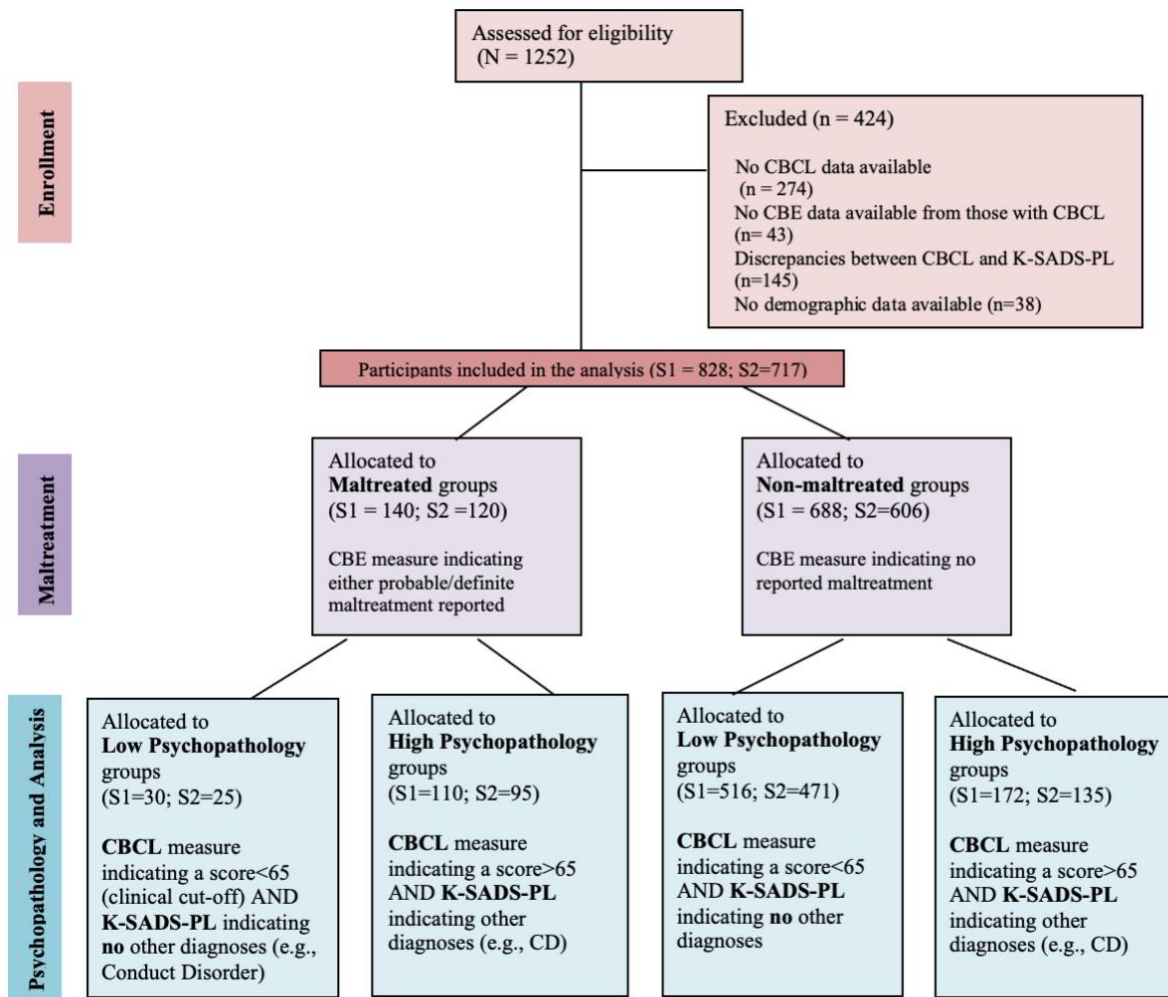 Assessed for eligibility
(N = 1252)
Enrollment
Excluded (n = 424)
No CBCL data available
(n = 274)
No CBE data available from those with CBCL
(n= 43)
Discrepancies between CBCL and K-SADS-PL
(n=145)
No demographic data available (n=38)
Participants included in the analysis (S1 = 828; S2=717)
Maltreatment
Allocated to
Maltreated groups
(S1 = 140; S2 =120)
CBE measure indicating
either probable/definite
maltreatment reported
Allocated to
Non-maltreated groups
(S1 = 688; S2=606)
CBE measure indicating no
reported maltreatment
Psychopathology and Analysis
Allocated to
Low Psychopathology
groups
(S1=30; S2=25)
CBCL measure
indicating a score<65
(clinical cut-off) AND
K-SADS-PL indicating
no other diagnoses (e.g.,
Conduct Disorder)
Allocated to
High Psychopathology
groups
(S1=110; S2=95)
CBCL measure
indicating a score>65
AND K-SADS-PL
indicating other
diagnoses (e.g., CD)
Allocated to
Low Psychopathology
groups
(S1=516; S2=471)
CBCL measure
indicating a score<65
AND K-SADS-PL
indicating no other
diagnoses
Allocated to
High Psychopathology
groups
(S1=172; S2=135)
CBCL measure
indicating a score>65
AND K-SADS-PL
indicating other
diagnoses (e.g., CD)